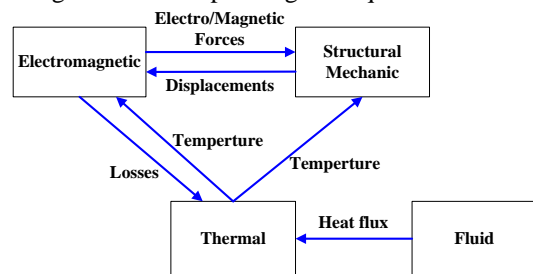 Electro/Magnetic
Forces
Electromagnetic
Structural
Mechanic
Displacements
Temperture
Temperture
Losses
Heat flux
Thermal
Fluid